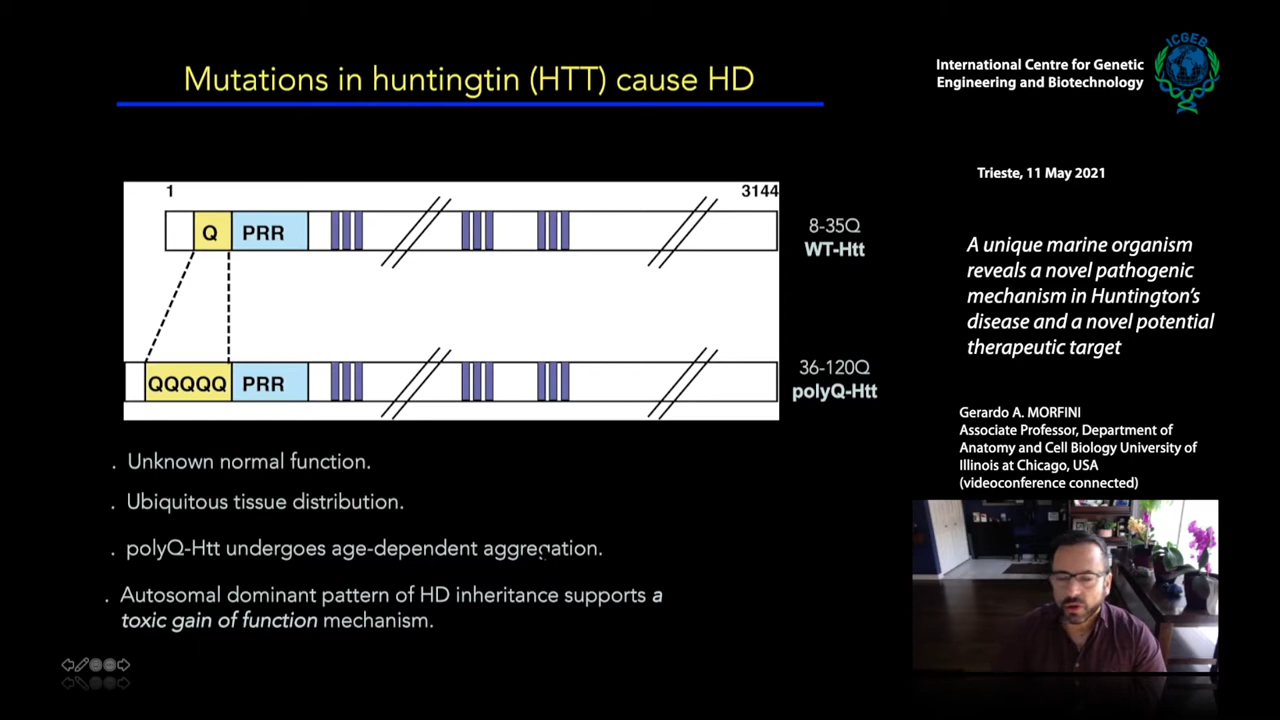 Mutations in huntingtin (HTT) cause HD
1
3144
Q
PRR
8-35Q
WT-Htt
QQQQQ
PRR
36-120Q
polyQ-Htt
. Unknown normal function.
. Ubiquitous tissue distribution.
. polyQ-Htt undergoes age-dependent aggregation.
. Autosomal dominant pattern of HD inheritance supports a
toxic gain of function mechanism.
International Centre for Genetic
Engineering and Biotechnology
ICGEB
Trieste, 11 May 2021
A unique marine organism
reveals a novel pathogenic
mechanism in Huntington's
disease and a novel potential
therapeutic target
Gerardo A. MORFINI
Associate Professor, Department of
Anatomy and Cell Biology University of
Illinois at Chicago, USA
(videoconference connected)